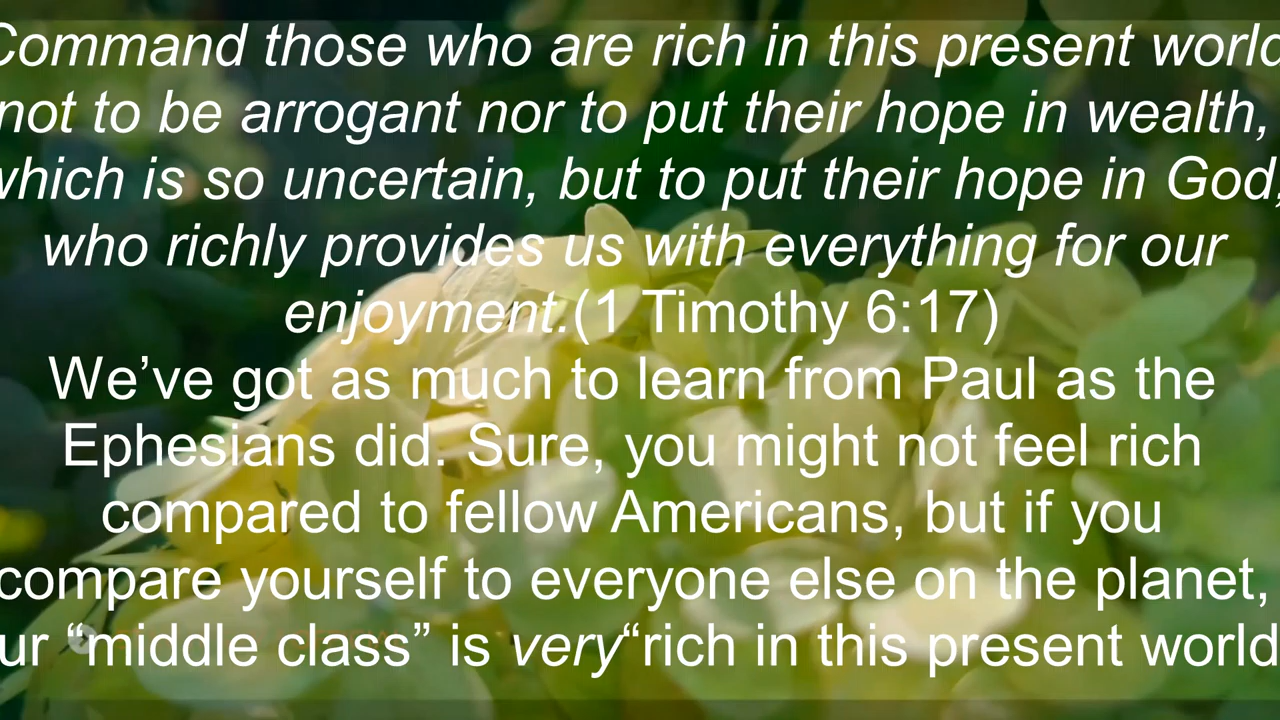 Command those who are rich in this present world
not to be arrogant nor to put their hope in wealth,
which is so uncertain, but to put their hope in God,
who richly provides us with everything for our
enjoyment.(1 Timothy 6:17)
We’ve got as much to learn from Paul as the
Ephesians did. Sure, you might not feel rich
compared to fellow Americans, but if you
compare yourself to everyone else on the planet,
ur “middle class” is very“rich in this present world